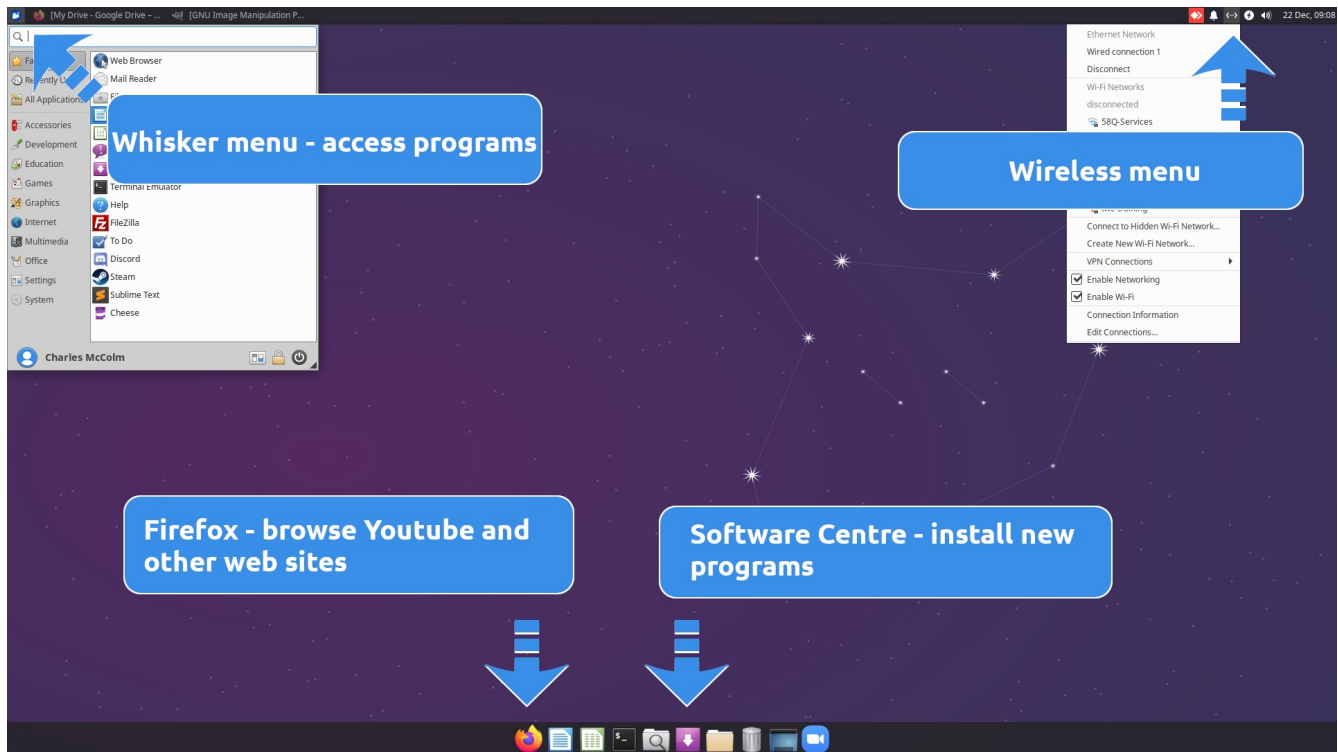 [My Drive - Google Drive – ... [GNU Image Manipulation P...
22 Dec, 09:08
Web Browser
Recently U
Mail Reader
All Applications
Accessories
Development
Education
Games
Graphics
Internet
Multimedia
Office
Settings
System
Terminal Emulator
Help
FileZilla
To Do
Discord
Steam
Sublime Text
Cheese
Charles McColm
Whisker menu - access programs
Ethernet Network
Wired connection 1
Disconnect
Wi-Fi Networks
disconnected
58Q-Services
Wireless menu
Connect to Hidden Wi-Fi Network...
Create New Wi-Fi Network...
VPN Connections
Enable Networking
Enable Wi-Fi
Connection Information
Edit Connections...
Firefox - browse Youtube and
other web sites
Software Centre - install new
programs